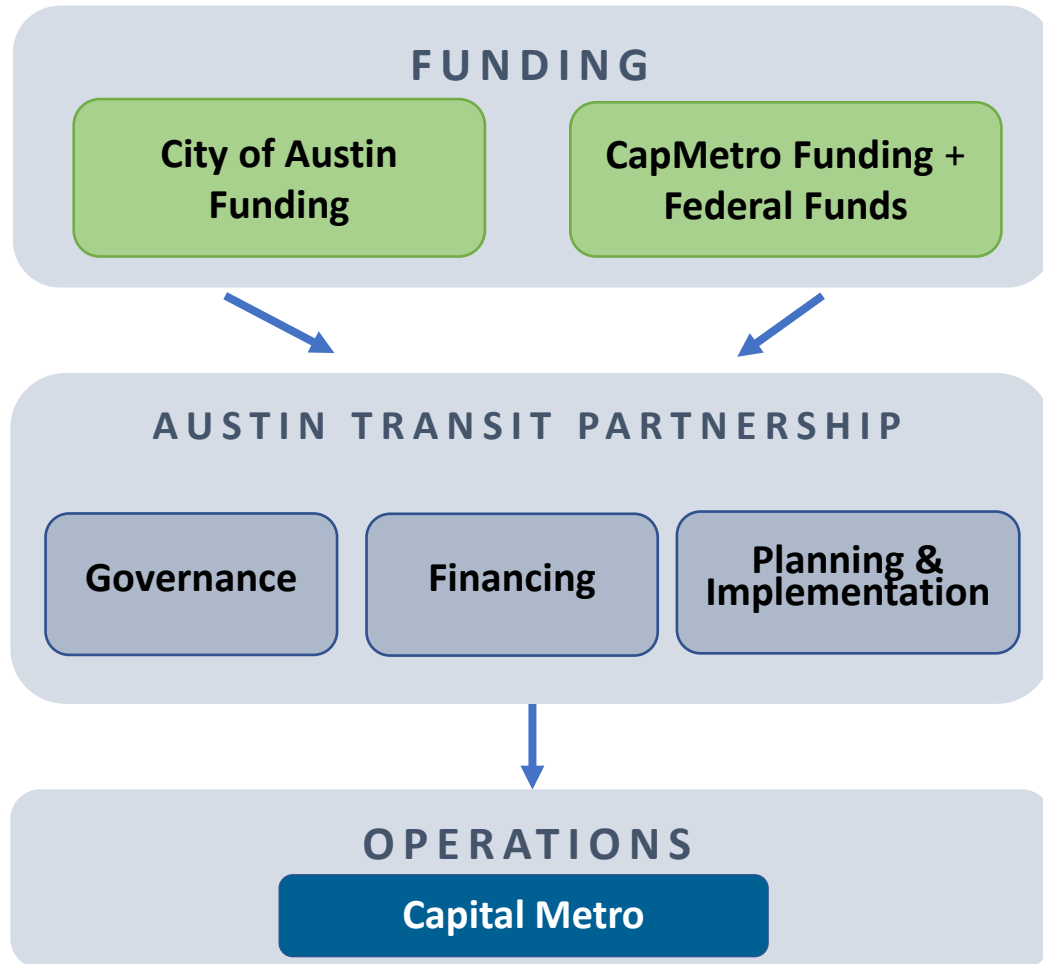 FUNDING
City of Austin
Funding
CapMetro Funding +
Federal Funds
AUSTIN TRANSIT PARTNERSHIP
Governance
Financing
Planning &
Implementation
OPERATIONS
Capital Metro